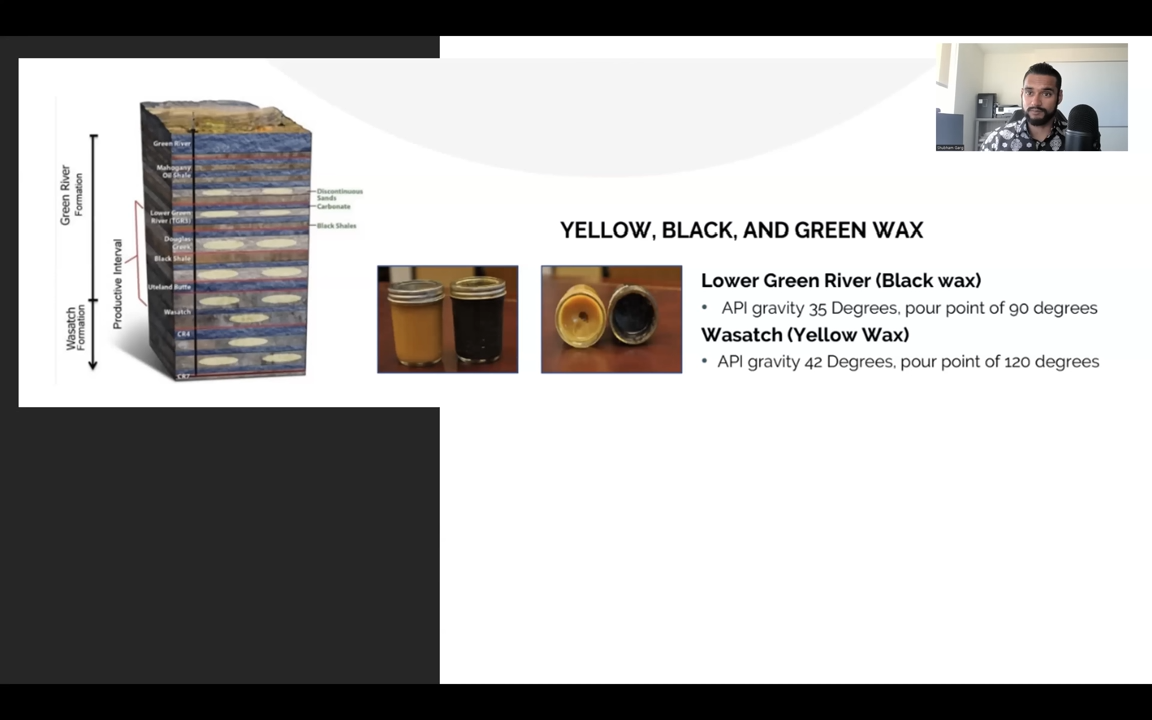 Green River
Formation
Wasatch
Formation
Productive Interval
Green River
Mahogany
Oil Shale
Lower Green
River (TGR3)
Douglas
Creek
Black Shale
Uteland Butte
Wasatch
CR4
Discontinuous
Sands
Carbonate
Black Shales
YELLOW, BLACK, AND GREEN WAX
Lower Green River (Black wax)
• API gravity 35 Degrees, pour point of 90 degrees
Wasatch (Yellow Wax)
• API gravity 42 Degrees, pour point of 120 degrees